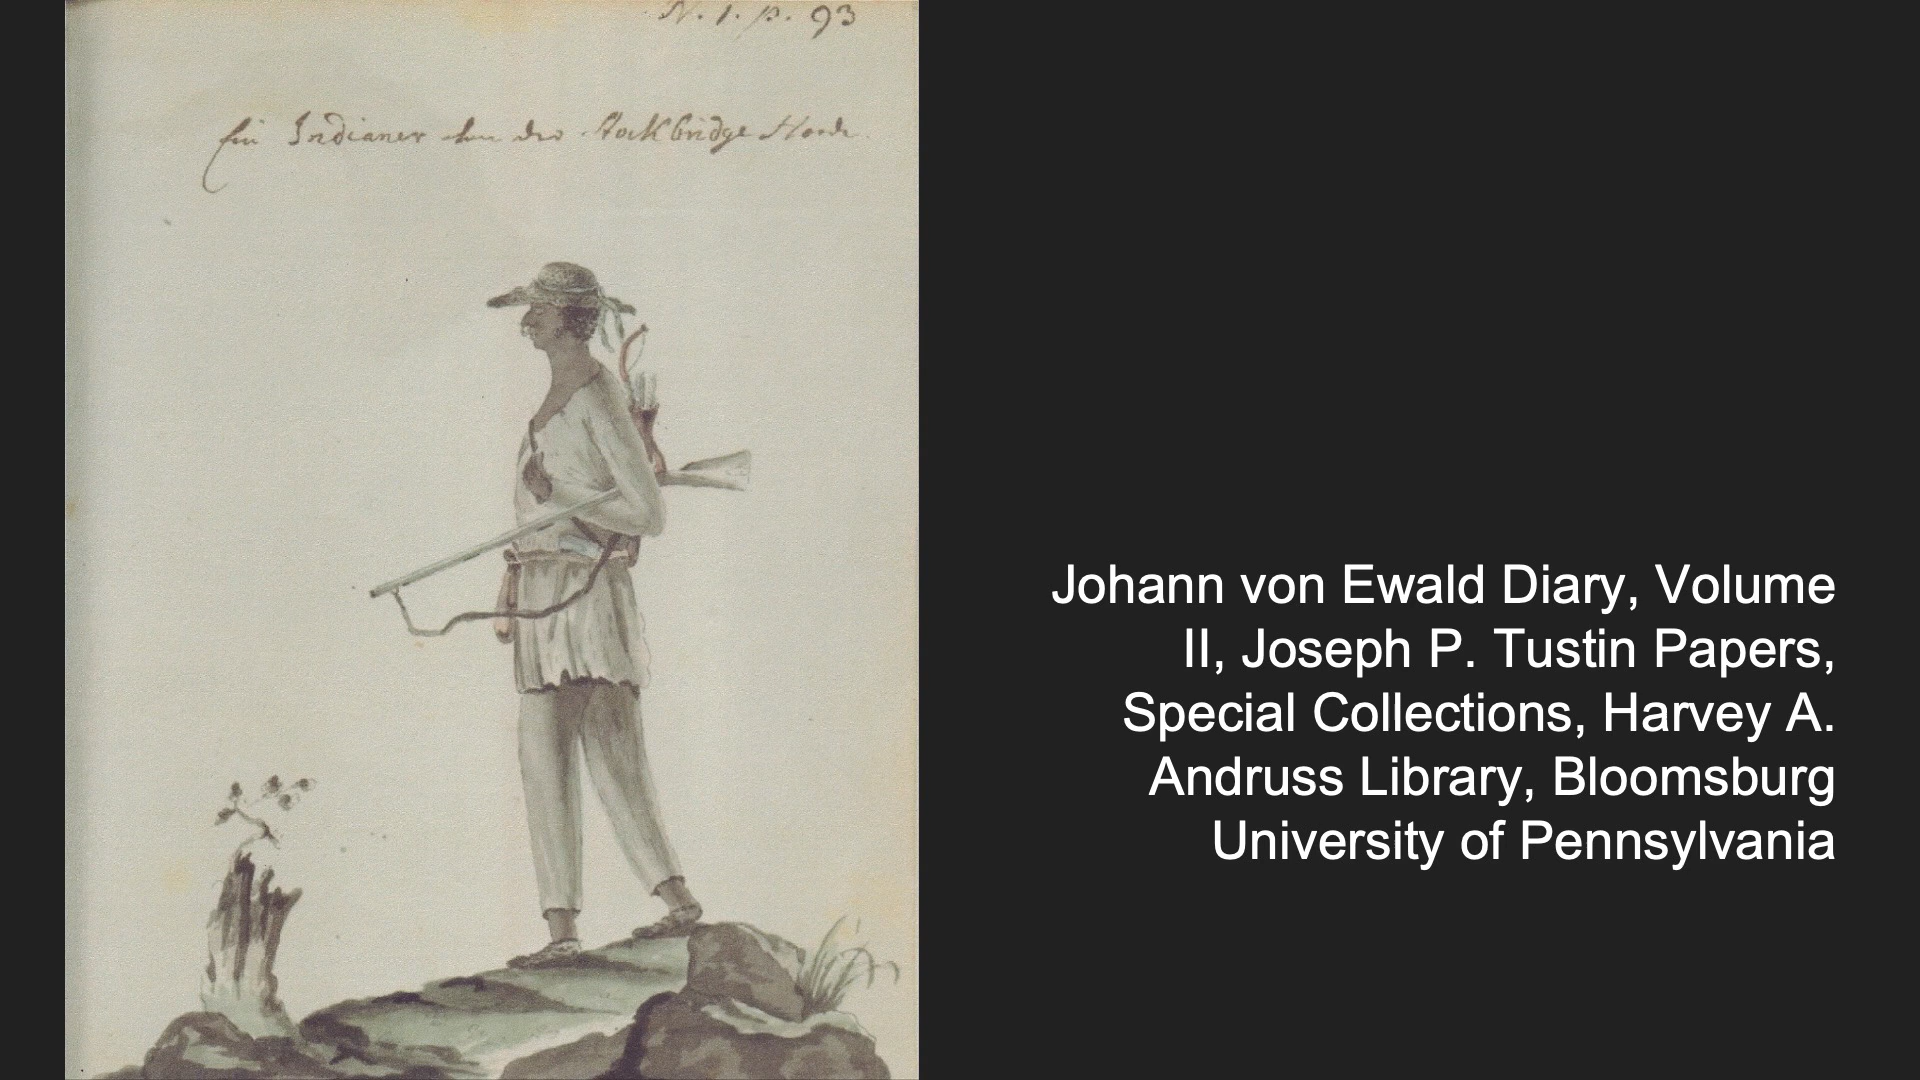 N. 1. p. 93
Ein Indianer von der Stockbridge Horde.
Johann von Ewald Diary, Volume
II, Joseph P. Tustin Papers,
Special Collections, Harvey A.
Andruss Library, Bloomsburg
University of Pennsylvania